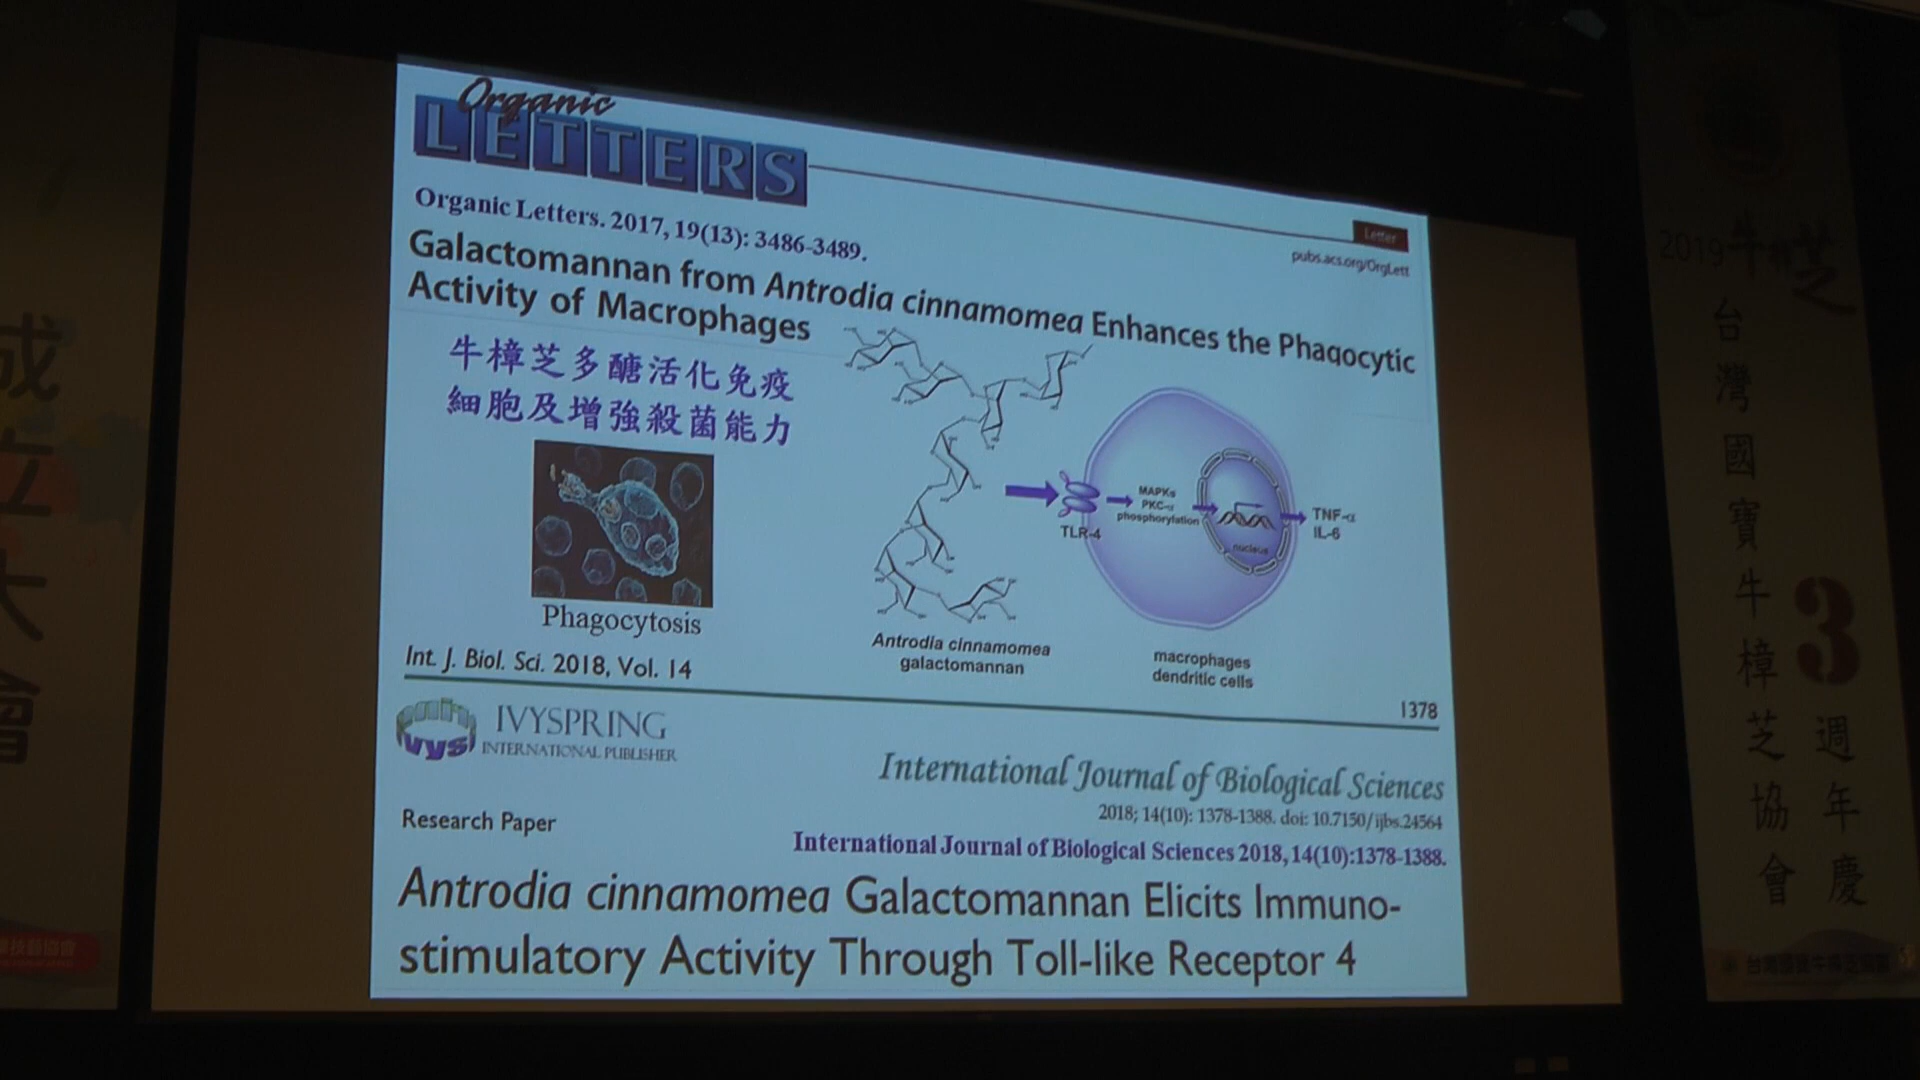 Organic
LETTERS
Letter
Organic Letters. 2017, 19(13): 3486-3489.
pubs.acs.org/OrgLett
Galactomannan from Antrodia cinnamomea Enhances the Phagocytic
Activity of Macrophages
牛樟芝多醣活化免疫
細胞及增強殺菌能力
Phagocytosis
TLR-4
MAPKs
PKC-α
phosphorylation
nucleus
TNF-α
IL-6
Antrodia cinnamomea
galactomannan
macrophages
dendritic cells
Int. J. Biol. Sci. 2018, Vol. 14
1378
ivyspring
IVYSPRING
INTERNATIONAL PUBLISHER
International Journal of Biological Sciences
2018; 14(10): 1378-1388. doi: 10.7150/ijbs.24564
Research Paper
International Journal of Biological Sciences 2018, 14(10):1378-1388.
Antrodia cinnamomea Galactomannan Elicits Immuno-
stimulatory Activity Through Toll-like Receptor 4
成立大會
2019牛樟芝
台灣國寶牛樟芝協會
3週年慶